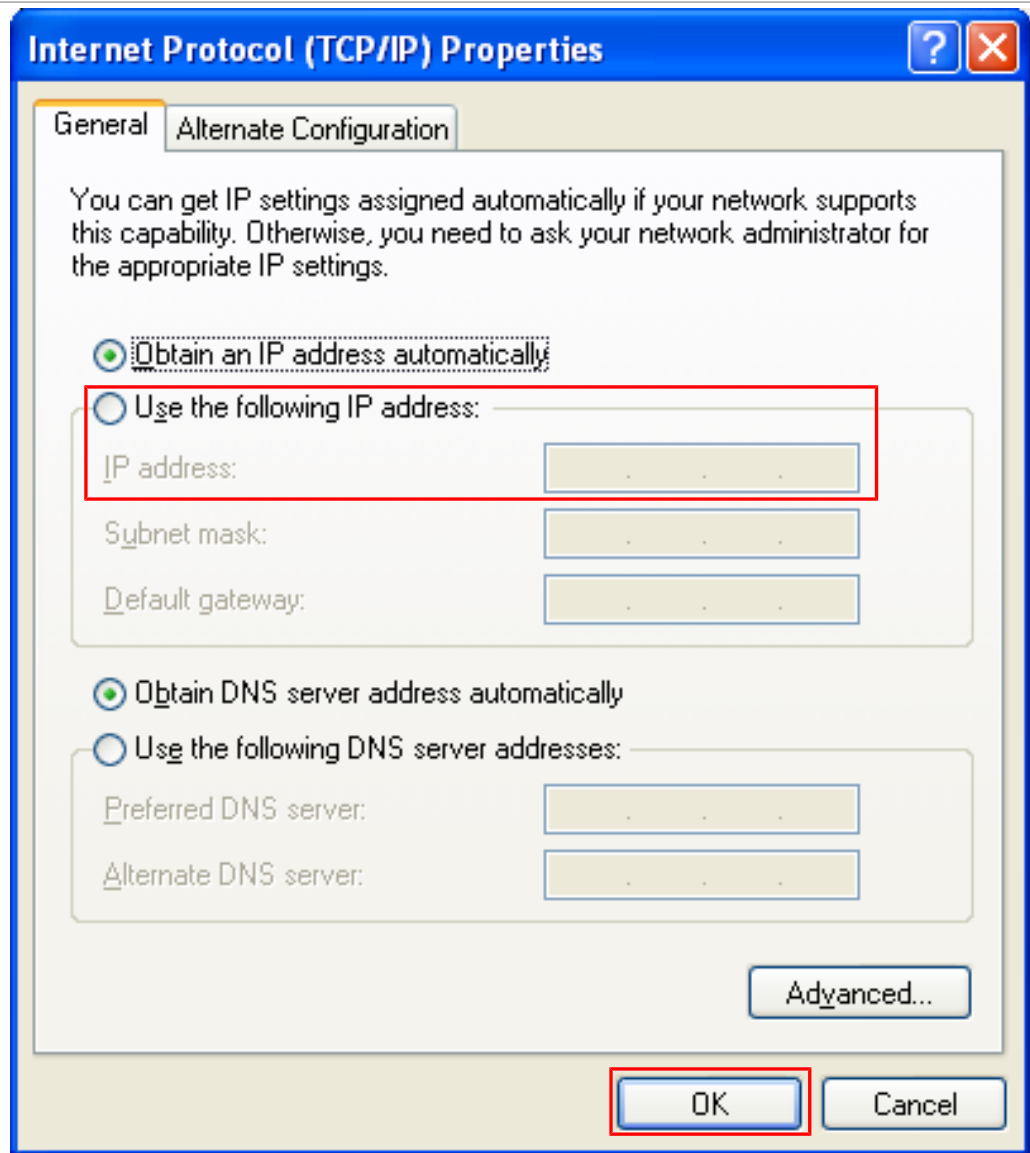 Internet Protocol (TCP/IP) Properties
?
General
Alternate Configuration
You can get IP settings assigned automatically if your network supports
this capability. Otherwise, you need to ask your network administrator for
the appropriate IP settings.
Obtain an IP address automatically
Use the following IP address:
IP address:
Subnet mask:
Default gateway:
Obtain DNS server address automatically
Use the following DNS server addresses:
Preferred DNS server:
Alternate DNS server:
Advanced...
OK
Cancel